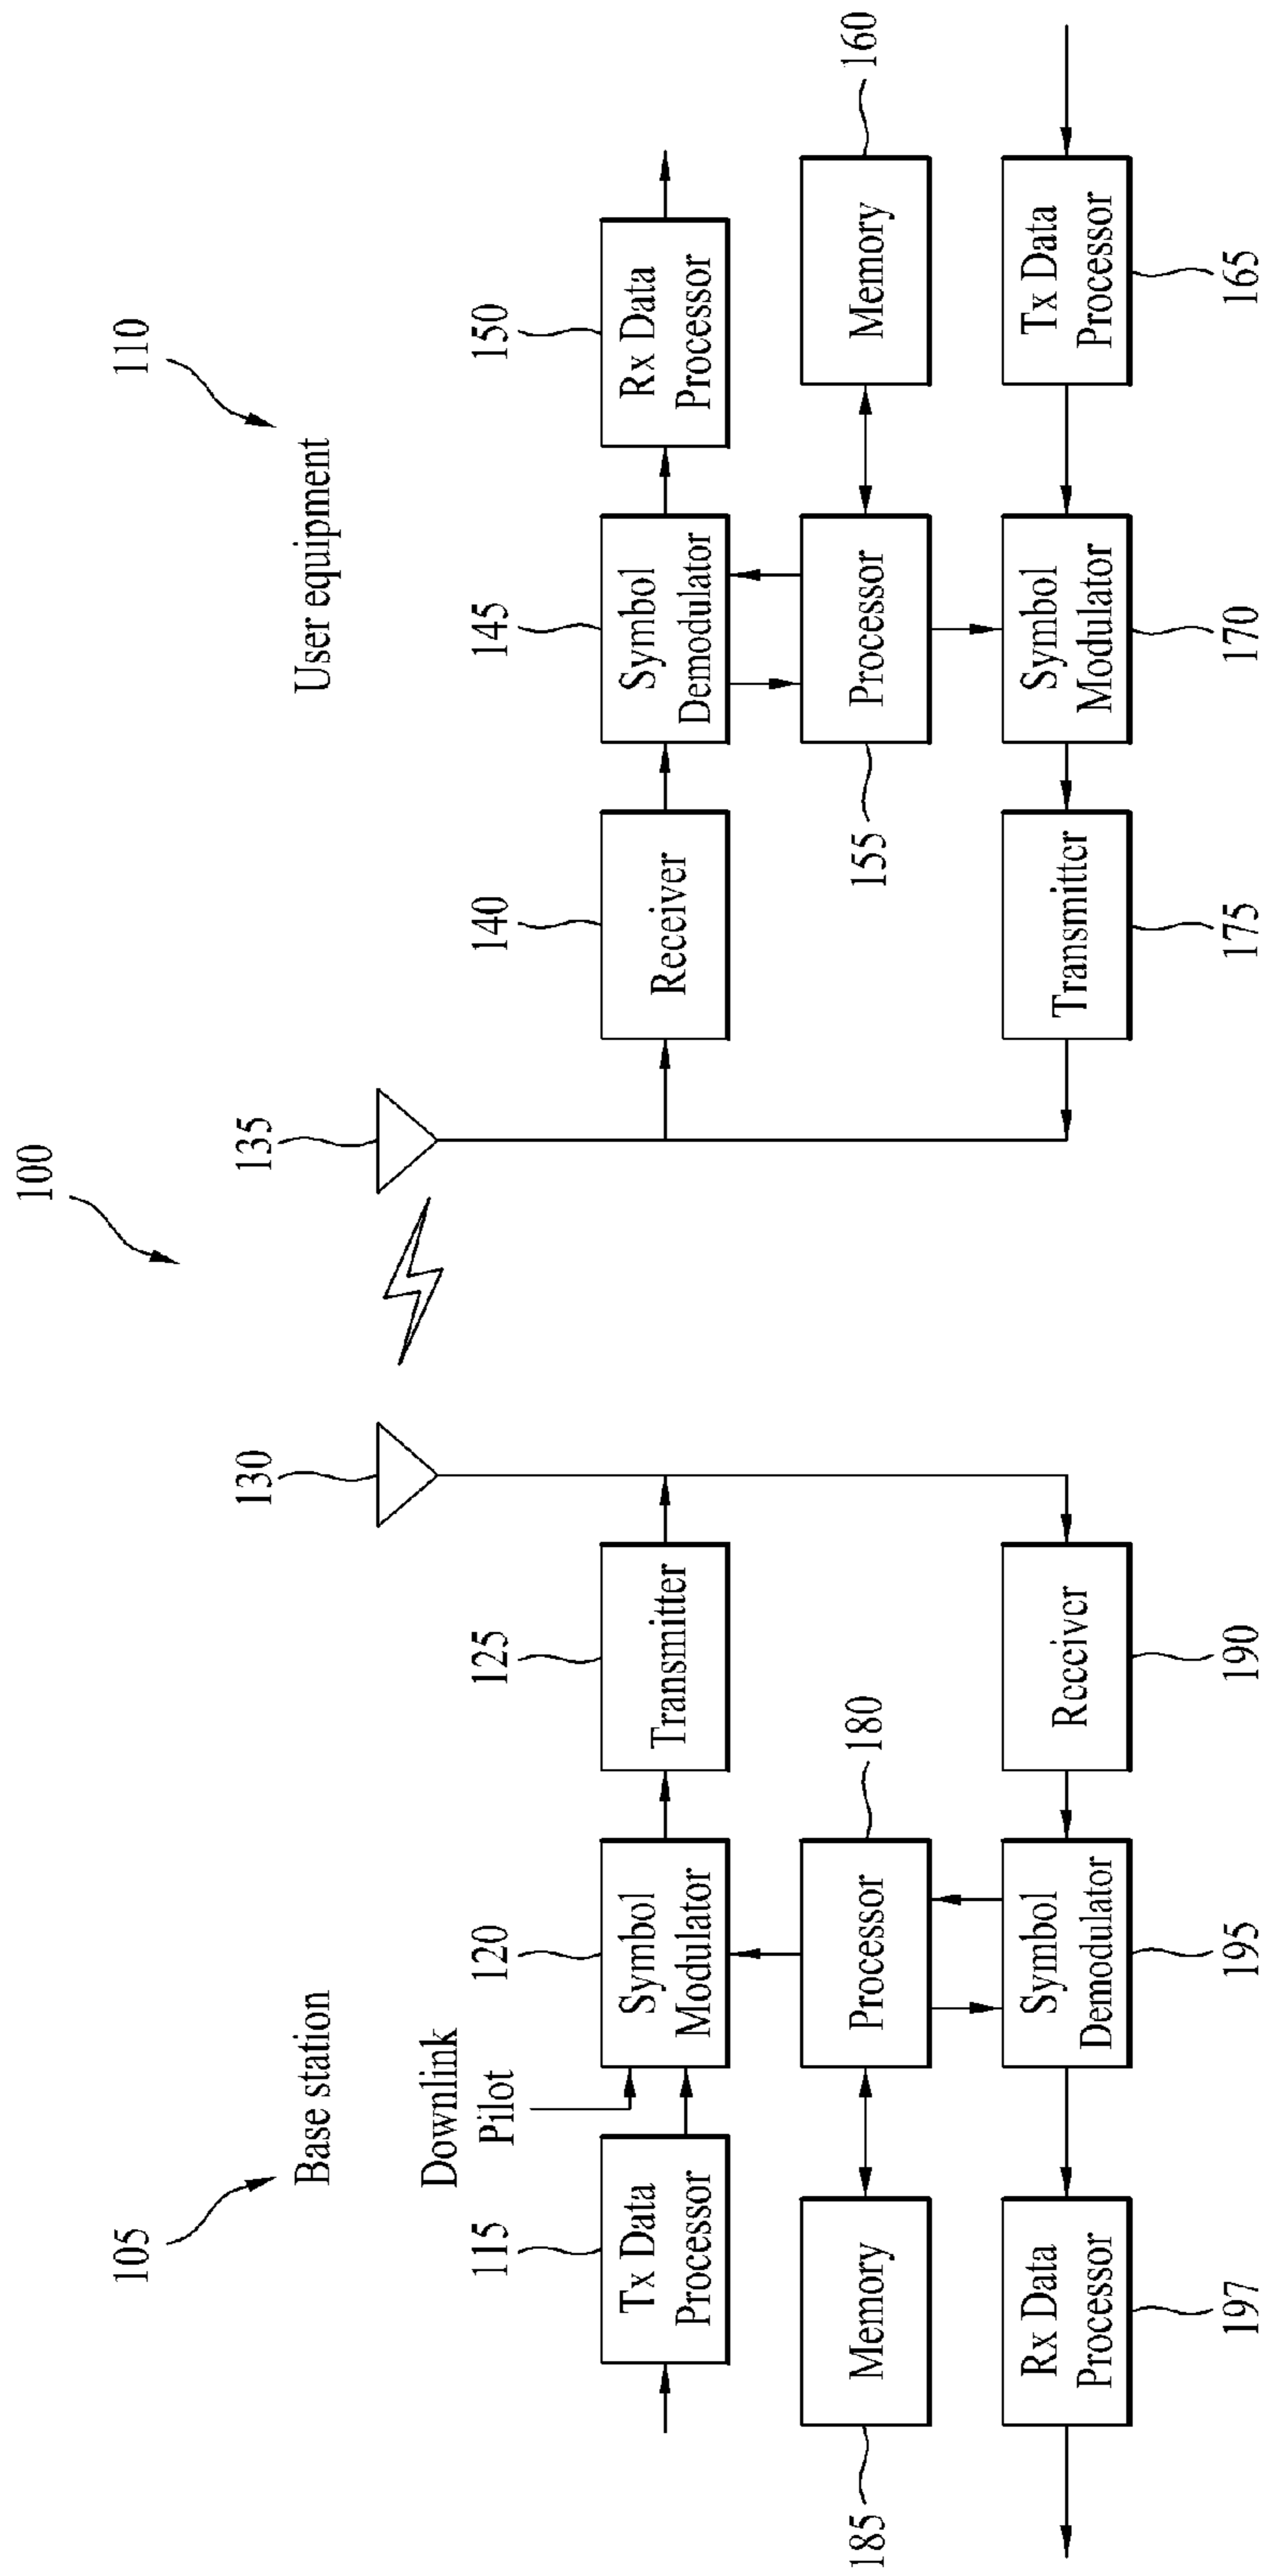 100
105
Base station
110
User equipment
130
135
Downlink
Pilot
115
120
125
140
145
150
Tx Data
Processor
Symbol
Modulator
Transmitter
Receiver
Symbol
Demodulator
Rx Data
Processor
180
160
Memory
Processor
Processor
Memory
185
155
Rx Data
Processor
Symbol
Demodulator
Receiver
Transmitter
Symbol
Modulator
Tx Data
Processor
197
195
190
175
170
165